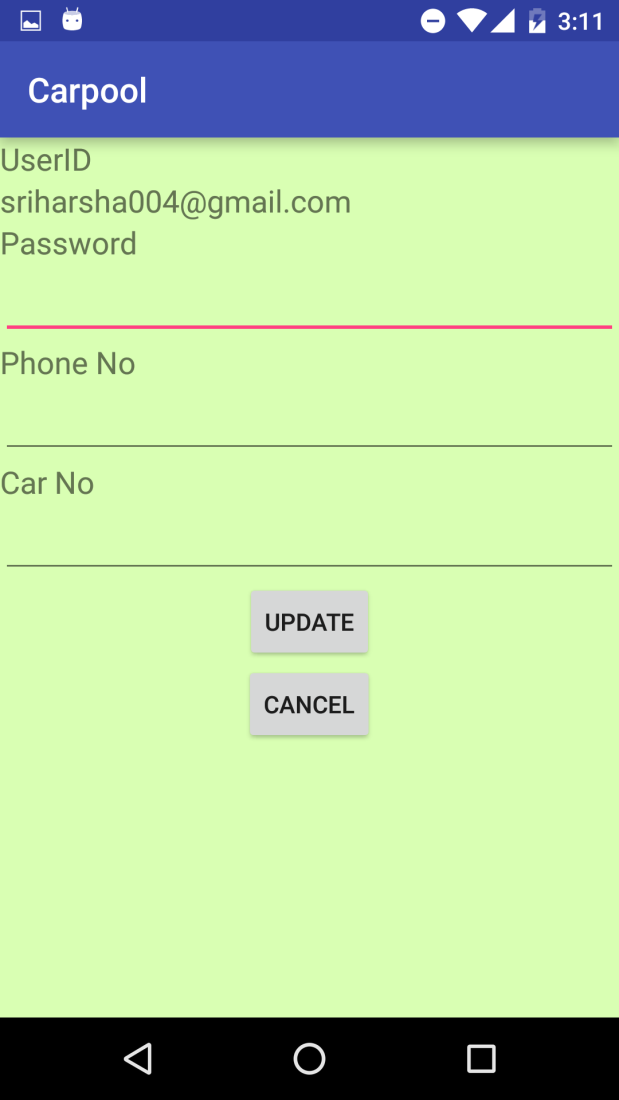 3:11
Carpool
UserID
sriharsha004@gmail.com
Password
Phone No
Car No
UPDATE
CANCEL